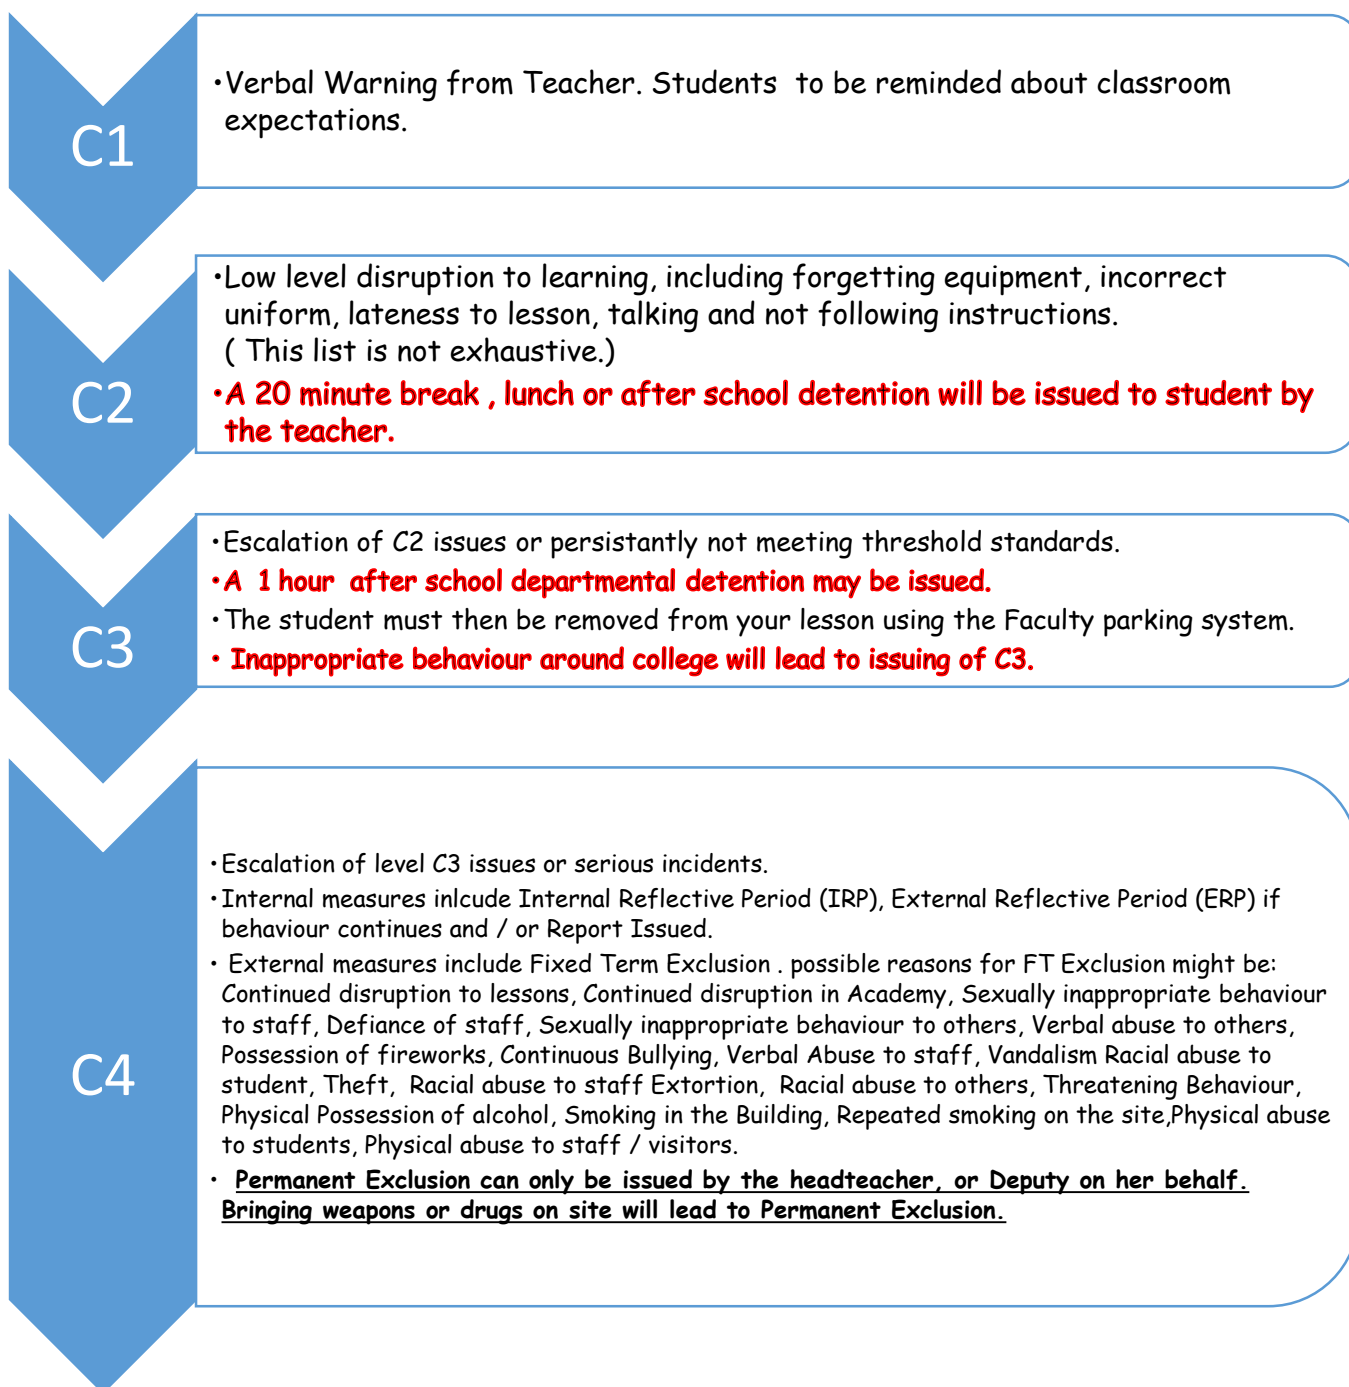 C1
•Verbal Warning from Teacher. Students  to be reminded about classroom
expectations.
C2
•Low level disruption to learning, including forgetting equipment, incorrect
uniform, lateness to lesson, talking and not following instructions.
( This list is not exhaustive.)
•A 20 minute break , lunch or after school detention will be issued to student by
the teacher.
C3
•Escalation of C2 issues or persistantly not meeting threshold standards.
•A  1 hour  after school departmental detention may be issued.
•The student must then be removed from your lesson using the Faculty parking system.
• Inappropriate behaviour around college will lead to issuing of C3.
C4
•Escalation of level C3 issues or serious incidents.
•Internal measures inlcude Internal Reflective Period (IRP), External Reflective Period (ERP) if
behaviour continues and / or Report Issued.
• External measures include Fixed Term Exclusion . possible reasons for FT Exclusion might be:
Continued disruption to lessons, Continued disruption in Academy, Sexually inappropriate behaviour
to staff, Defiance of staff, Sexually inappropriate behaviour to others, Verbal abuse to others,
Possession of fireworks, Continuous Bullying, Verbal Abuse to staff, Vandalism Racial abuse to
student, Theft,  Racial abuse to staff Extortion,  Racial abuse to others, Threatening Behaviour,
Physical Possession of alcohol, Smoking in the Building, Repeated smoking on the site,Physical abuse
to students, Physical abuse to staff / visitors.
• Permanent Exclusion can only be issued by the headteacher, or Deputy on her behalf.
Bringing weapons or drugs on site will lead to Permanent Exclusion.